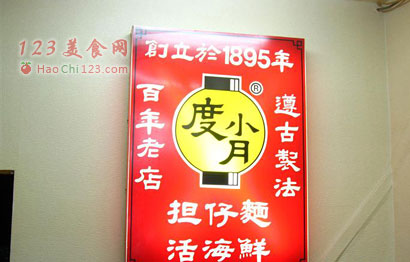 123美食网
HaoChi123.com
創立於1895年
百年老店
度小月
®
遵古製法
担仔麵
活海鮮